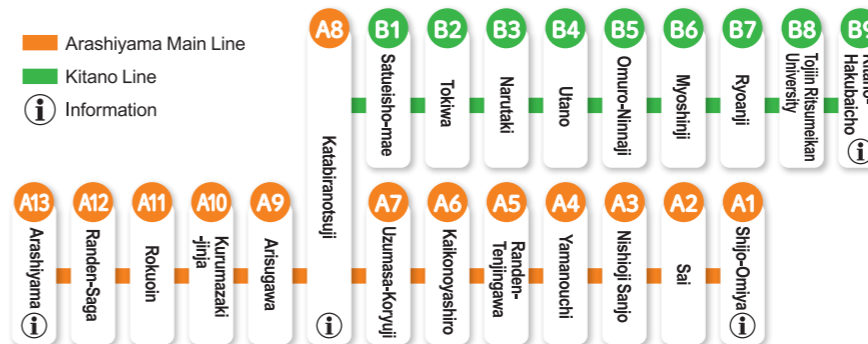 Arashiyama Main Line
Kitano Line
i Information
A8
Katabiranotsuji
i
B1
Satueisho-mae
B2
Tokiwa
B3
Narutaki
B4
Utano
B5
Omuro-Ninnaji
B6
Myoshinji
B7
Ryoanji
B8
Tojiin Ritsumeikan
University
B9
Kitano
Hakubaicho
i
A13
Arashiyama
i
A12
Randen-Saga
A11
Rokuoin
A10
Kurumazaki
-jinja
A9
Arisugawa
A7
Uzumasa-Koryuji
A6
Kaikonoyashiro
A5
Randen-
Tenjingawa
A4
Yamanouchi
A3
Nishioji Sanjo
A2
Sai
A1
Shijo-Omiya
i